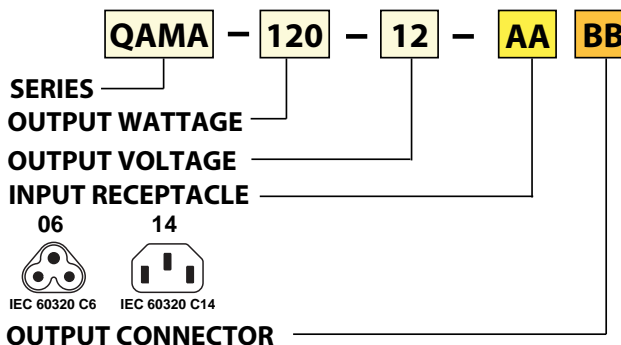 QAMA - 120 - 12 - AA BB
SERIES
OUTPUT WATTAGE
OUTPUT VOLTAGE
INPUT RECEPTACLE
06 14
IEC 60320 C6 IEC 60320 C14
OUTPUT CONNECTOR